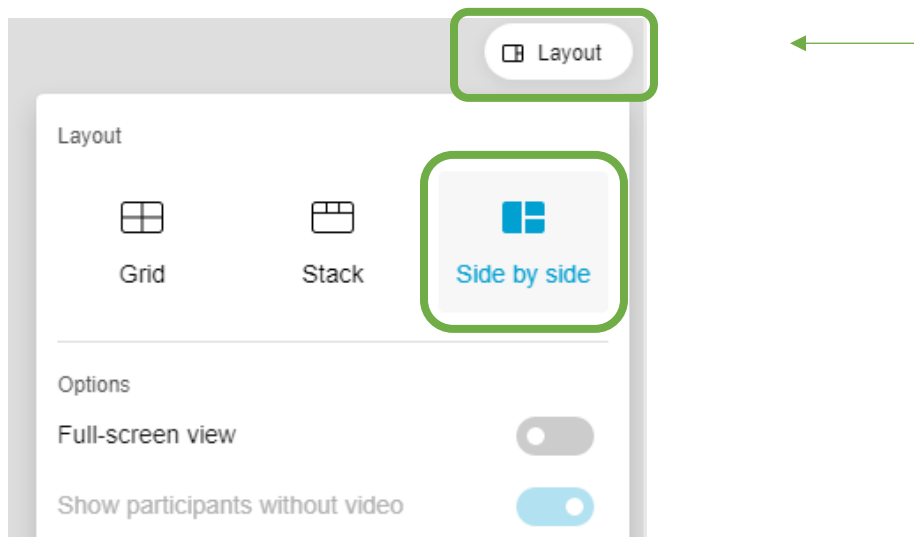 Layout
Layout
Grid
Stack
Side by side
Options
Full-screen view
Show participants without video